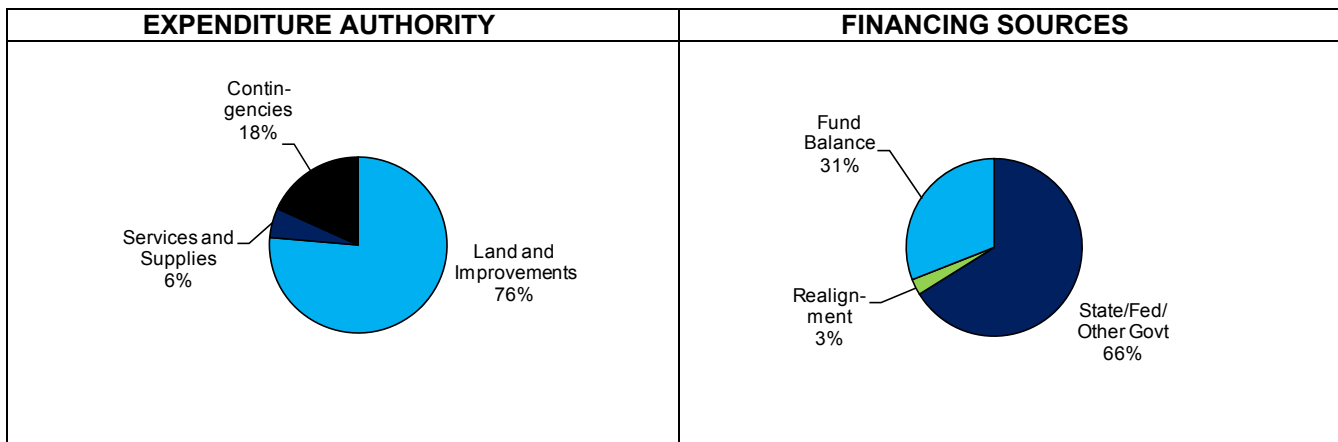 EXPENDITURE AUTHORITY
FINANCING SOURCES
Contin-
gencies
18%
Services and
Supplies
6%
Land and
Improvements
76%
Fund
Balance
31%
Realign-
ment
3%
State/Fed/
Other Govt
66%